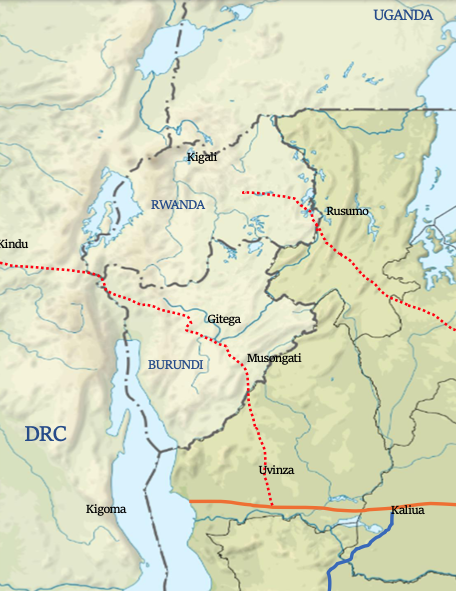 UGANDA
Kigali
RWANDA
Rusumo
Kindu
Gitega
Musongati
BURUNDI
DRC
Uvinza
Kigoma
Kaliua